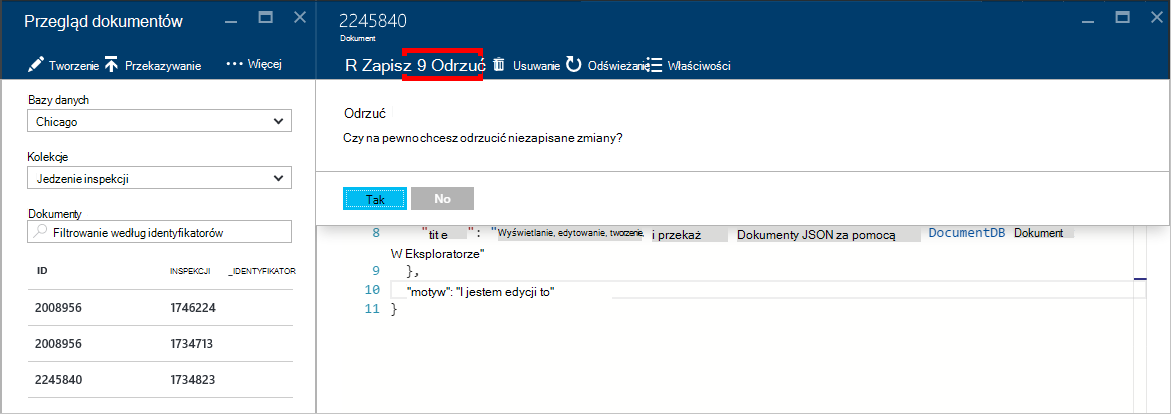 Przegląd dokumentów
Tworzenie Przekazywanie ••• Więcej
Bazy danych
Chicago
Kolekcje
Jedzenie inspekcji
Dokumenty
Filtrowanie według identyfikatorów
ID INSPEKCJI _IDENTYFIKATOR
2008956 1746224
2008956 1734713
2245840 1734823
2245840
Dokument
R Zapisz 9 Odrzuć Usuwanie Odświeżanie Właściwości
Odrzuć
Czy na pewno chcesz odrzucić niezapisane zmiany?
Tak No
8 "tit e ": "Wyświetlanie, edytowanie, tworzenie, i przekaż Dokumenty JSON za pomocą DocumentDB Dokument
W Eksploratorze"
9 },
10 "motyw": "I jestem edycji to"
11 }